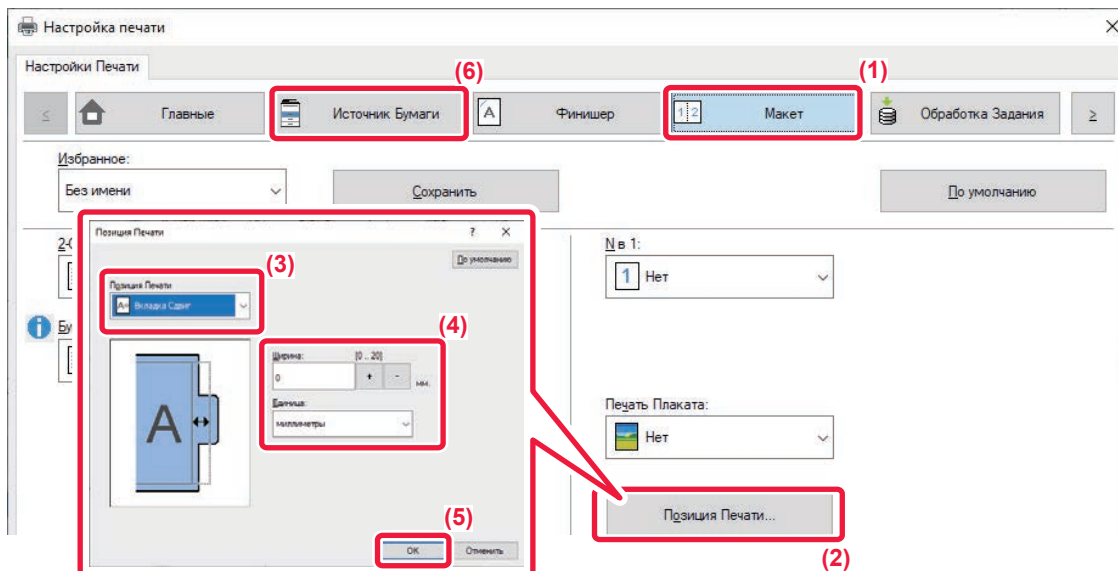 Настройка печати
Настройки Печати
(6)
(1)
Главные
Источник Бумаги
Финишер
Макет
Обработка Задания
Избранное:
Без имени
Сохранить
По умолчанию
Позиция Печати
По умолчанию
N в 1:
1 Нет
(3)
Позиция Печати
Вкладка Сдвиг
(4)
Бу
Ширина: [0 .. 20]
0 + - мм.
Единица:
миллиметры
A
Печать Плаката:
Нет
(5)
Позиция Печати...
OK
Отменить
(2)